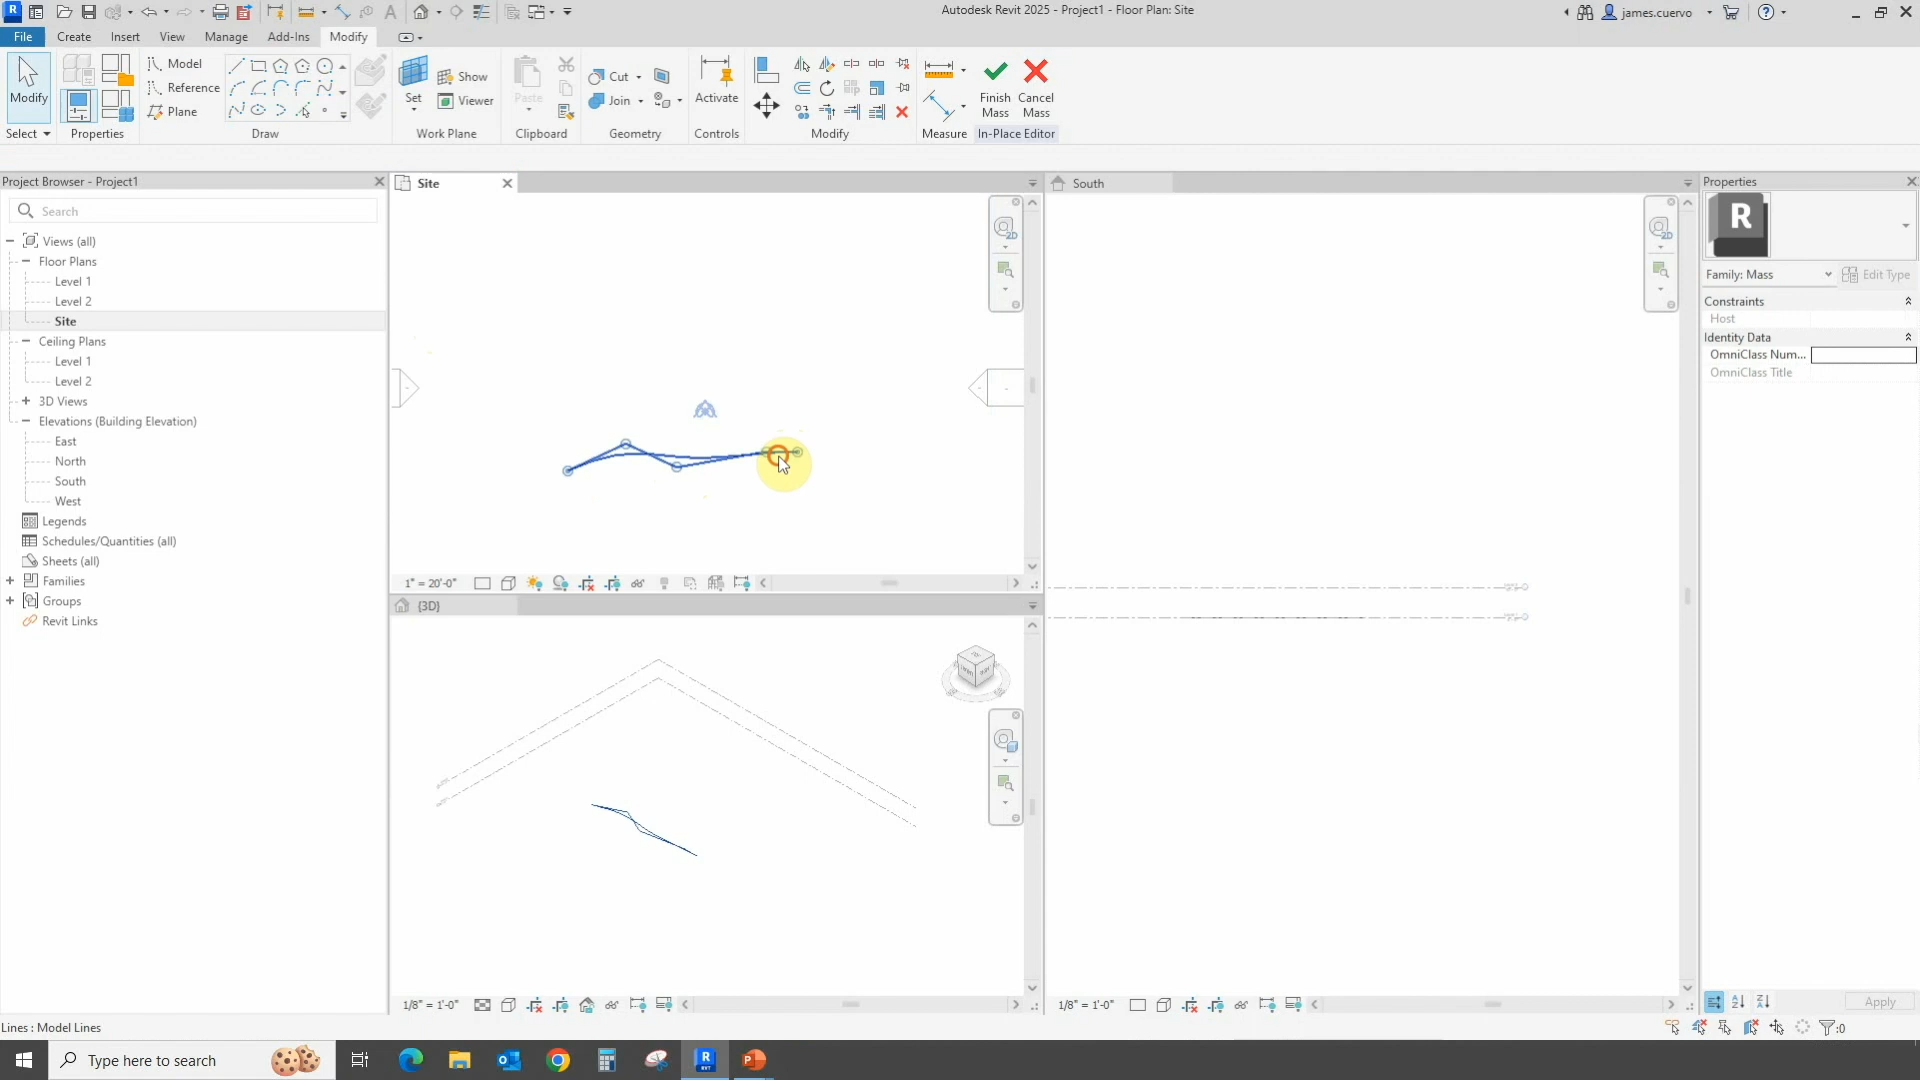 Autodesk Revit 2025 - Project1 - Floor Plan: Site
james.cuervo
File Create Insert View Manage Add-Ins Modify
Modify
Select
Properties
Model
Reference
Plane
Draw
Set
Show
Viewer
Work Plane
Paste
Clipboard
Cut
Join
Geometry
Activate
Controls
Modify
Measure
Finish Mass
Cancel Mass
In-Place Editor
Project Browser - Project1
Search
Views (all)
Floor Plans
Level 1
Level 2
Site
Ceiling Plans
Level 1
Level 2
3D Views
Elevations (Building Elevation)
East
North
South
West
Legends
Schedules/Quantities (all)
Sheets (all)
Families
Groups
Revit Links
Site
2D
1" = 20'-0"
{3D}
1/8" = 1'-0"
South
2D
1/8" = 1'-0"
Properties
R
Family: Mass
Edit Type
Constraints
Host
Identity Data
OmniClass Num...
OmniClass Title
Apply
Lines : Model Lines
:0
Type here to search